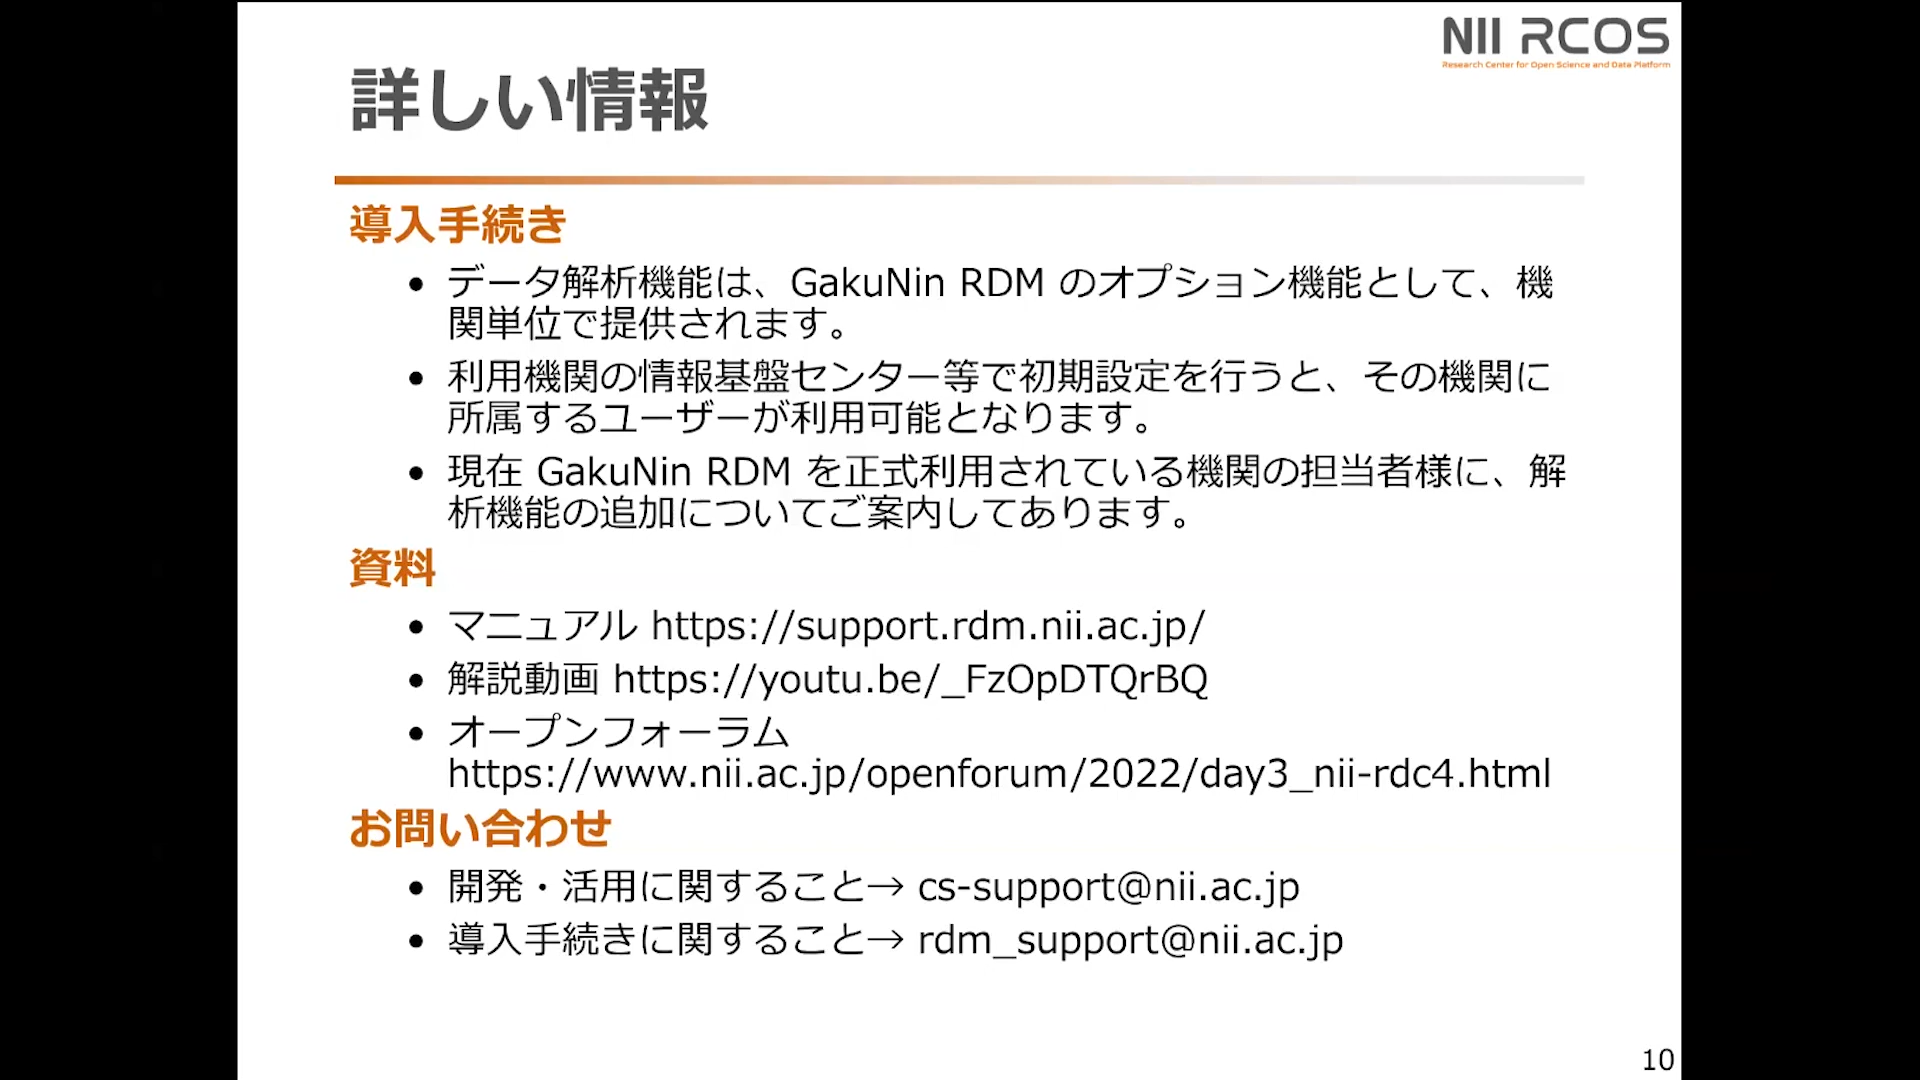 NII RCOS
Research Center for Open Science and Data Platform
詳しい情報
導入手続き
• データ解析機能は、GakuNin RDM のオプション機能として、機
関単位で提供されます。
• 利用機関の情報基盤センター等で初期設定を行うと、その機関に
所属するユーザーが利用可能となります。
• 現在 GakuNin RDM を正式利用されている機関の担当者様に、解
析機能の追加についてご案内してあります。
資料
• マニュアル https://support.rdm.nii.ac.jp/
• 解説動画 https://youtu.be/_FzOpDTQrBQ
• オープンフォーラム
https://www.nii.ac.jp/openforum/2022/day3_nii-rdc4.html
お問い合わせ
• 開発・活用に関すること→ cs-support@nii.ac.jp
• 導入手続きに関すること→ rdm_support@nii.ac.jp
10